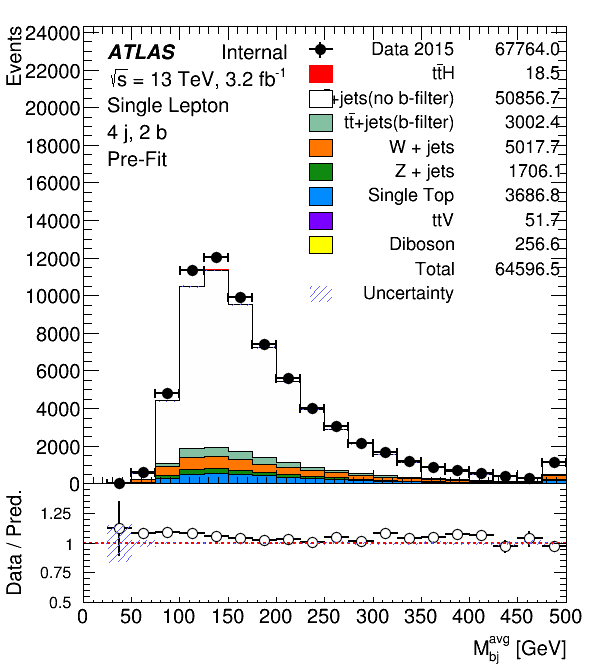 Events
24000
22000
20000
18000
16000
14000
12000
10000
8000
6000
4000
2000
0
ATLAS Internal
√s = 13 TeV, 3.2 fb⁻¹
Single Lepton
4 j, 2 b
Pre-Fit
Data 2015 67764.0
tt̄H 18.5
+jets(no b-filter) 50856.7
tt̄+jets(b-filter) 3002.4
W + jets 5017.7
Z + jets 1706.1
Single Top 3686.8
ttV 51.7
Diboson 256.6
Total 64596.5
Uncertainty
Data / Pred.
1.25
1
0.75
0.5
0 50 100 150 200 250 300 350 400 450 500
M_bj^avg [GeV]